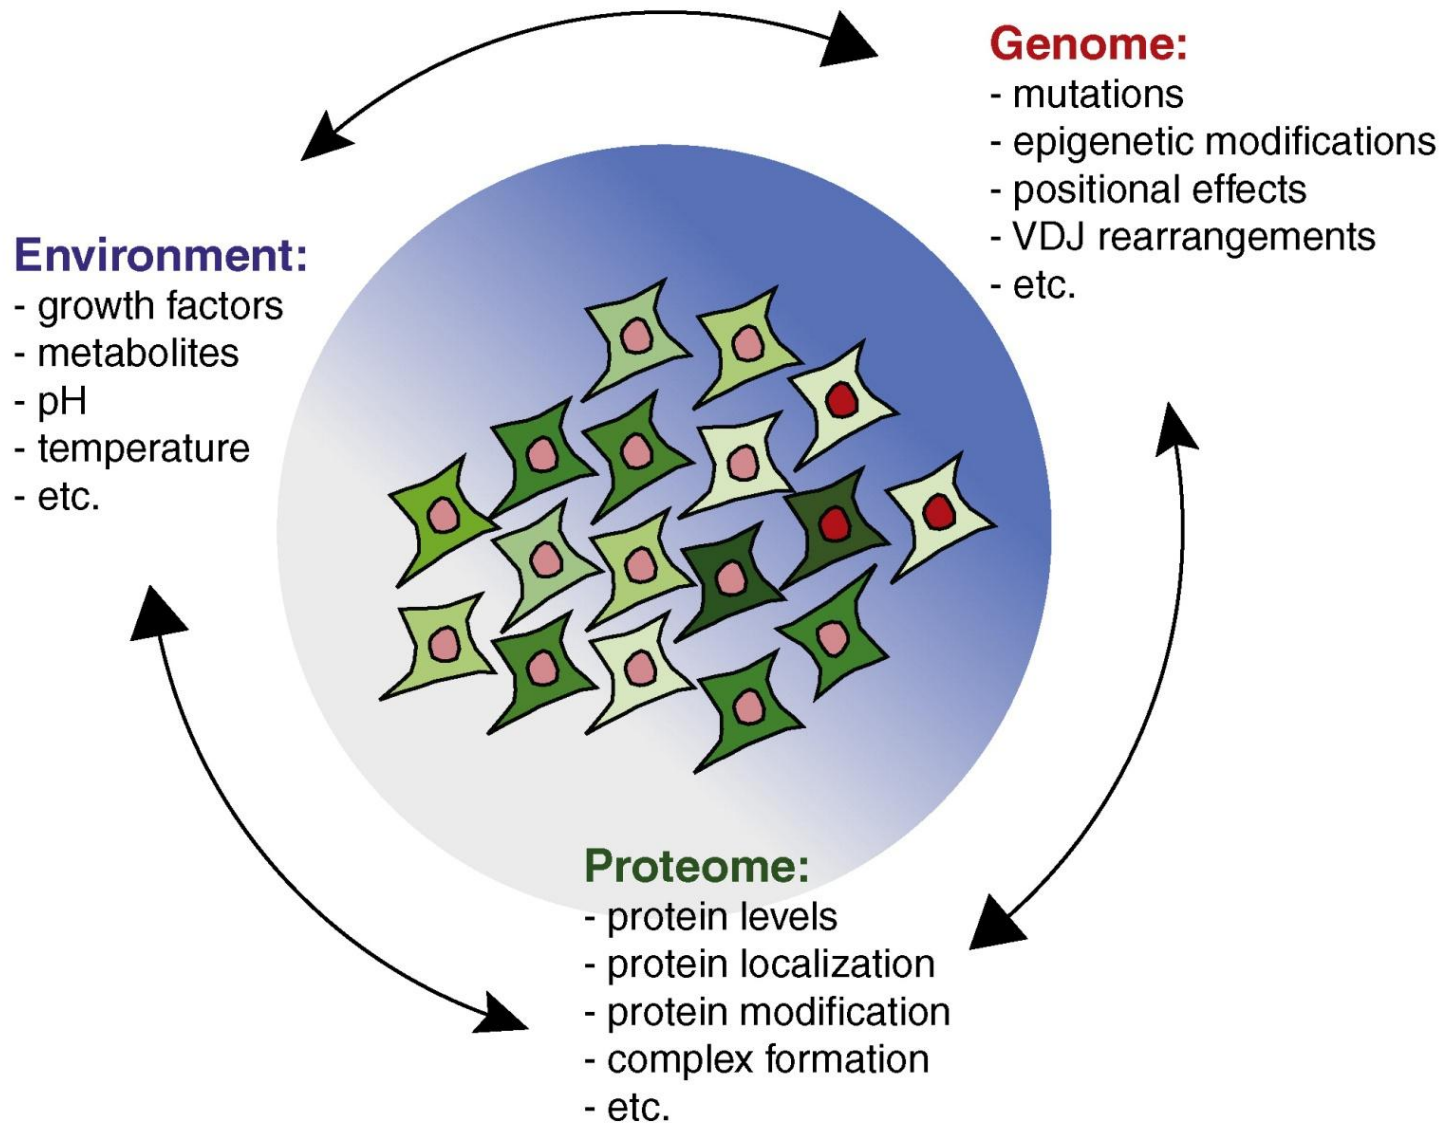 Genome:
- mutations
- epigenetic modifications
- positional effects
- VDJ rearrangements
- etc.
Environment:
- growth factors
- metabolites
- pH
- temperature
- etc.
Proteome:
- protein levels
- protein localization
- protein modification
- complex formation
- etc.